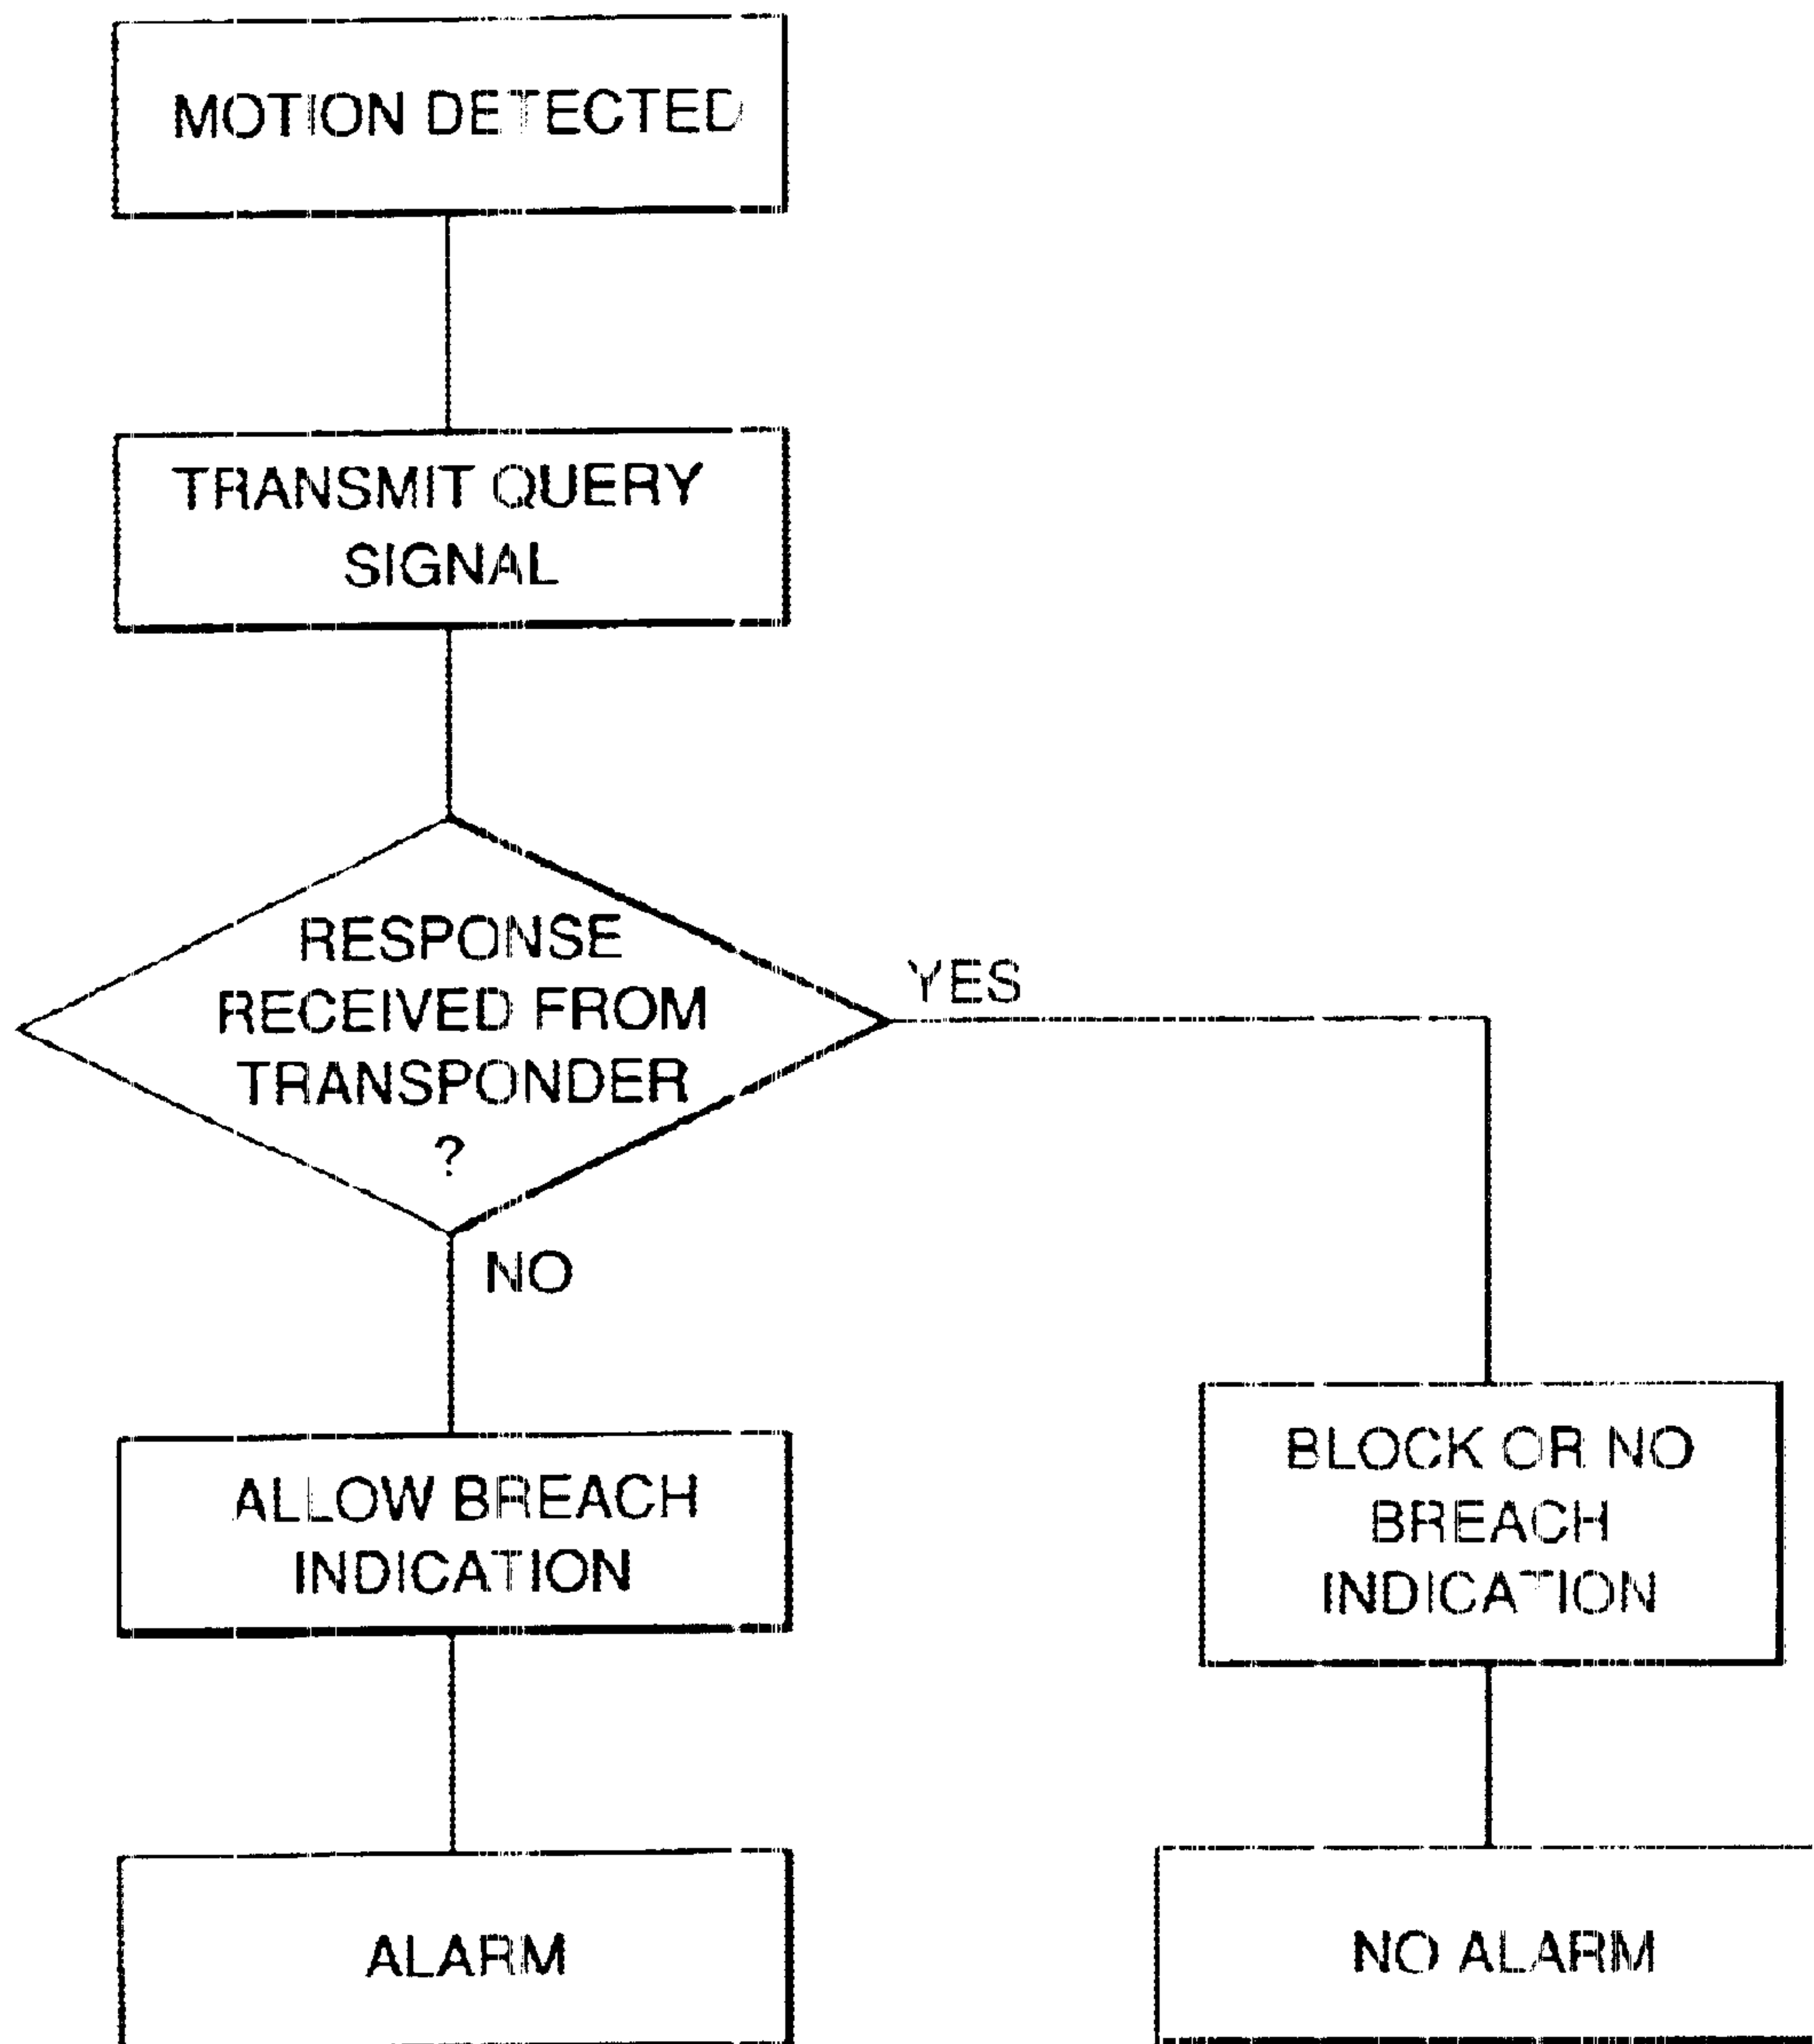 MOTION DETECTED
TRANSMIT QUERY
SIGNAL
RESPONSE
RECEIVED FROM
TRANSPONDER
?
YES
NO
ALLOW BREACH
INDICATION
BLOCK OR NO
BREACH
INDICATION
ALARM
NO ALARM